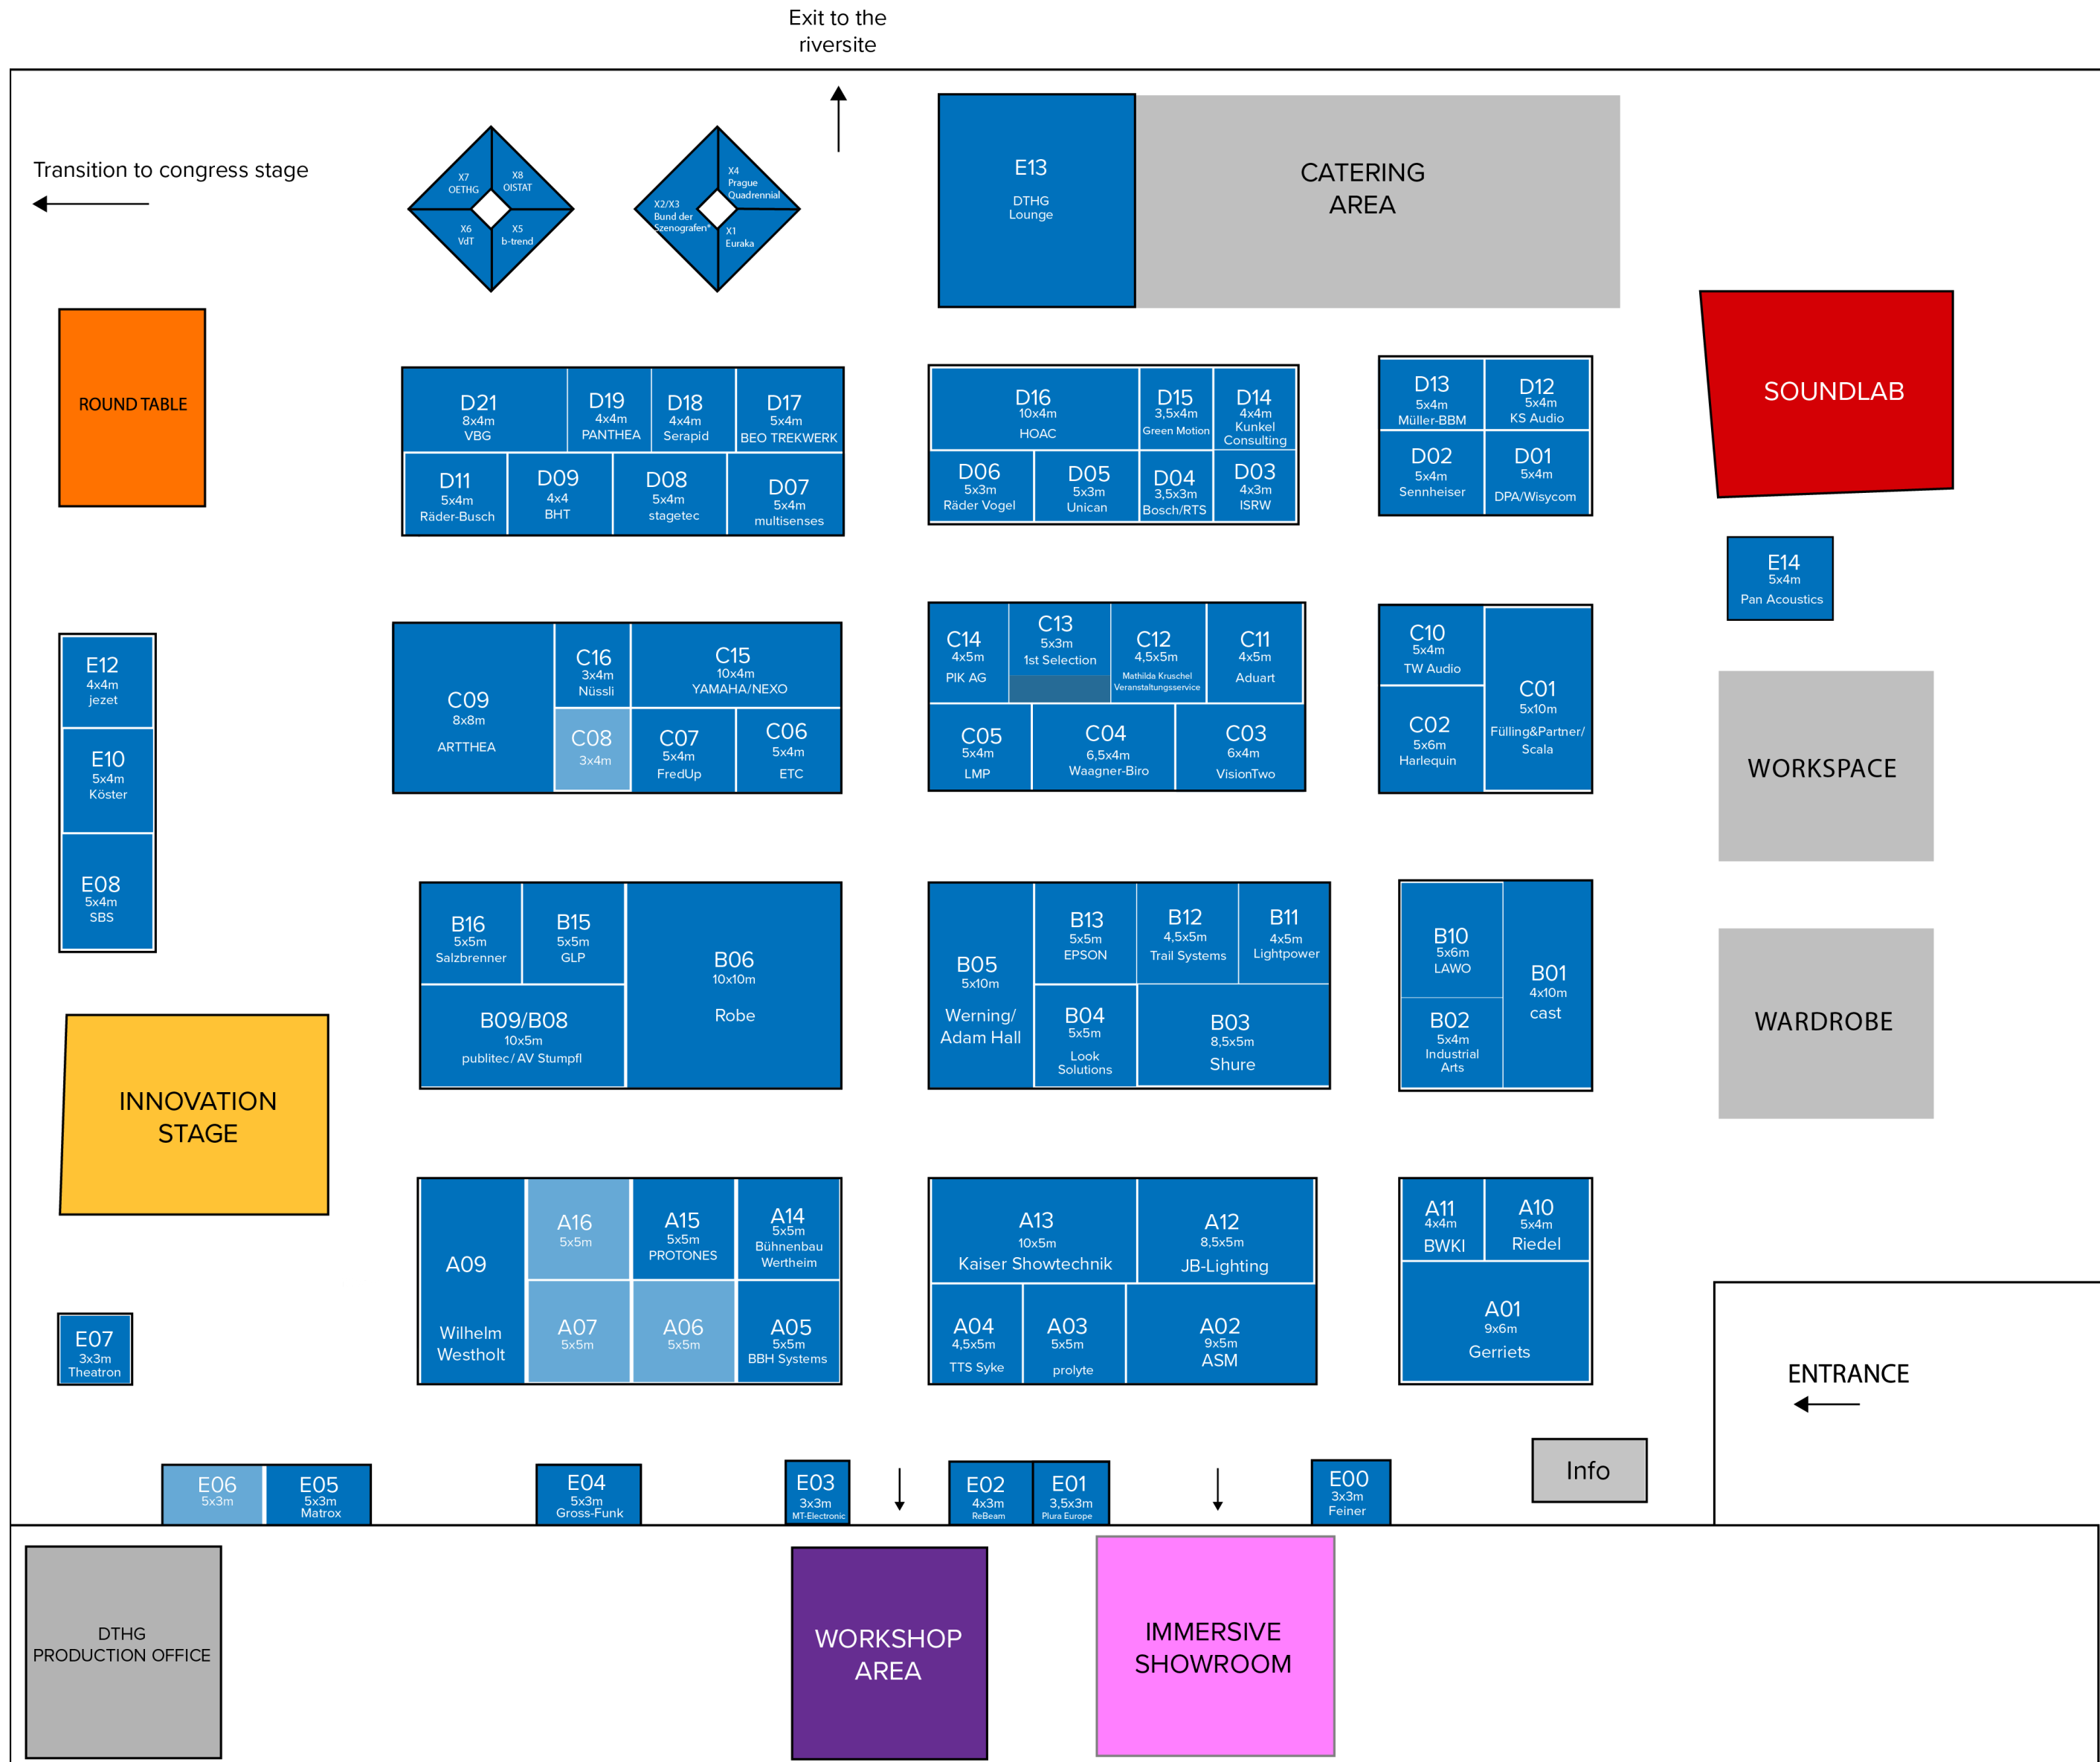 Exit to the
riversite
Transition to congress stage
X7
OETHG
X8
OISTAT
X6
VdT
X5
b-trend
X4
Prague
Quadrennial
X2/X3
Bund der
Szenografen*
X1
Euraka
E13
DTHG
Lounge
CATERING
AREA
ROUND TABLE
SOUNDLAB
D21
8x4m
VBG
D19
4x4m
PANTHEA
D18
4x4m
Serapid
D17
5x4m
BEO TREKWERK
D11
5x4m
Räder-Busch
D09
4x4
BHT
D08
5x4m
stagetec
D07
5x4m
multisenses
D16
10x4m
HOAC
D15
3,5x4m
Green Motion
D14
4x4m
Kunkel
Consulting
D06
5x3m
Räder Vogel
D05
5x3m
Unican
D04
3,5x3m
Bosch/RTS
D03
4x3m
ISRW
D13
5x4m
Müller-BBM
D12
5x4m
KS Audio
D02
5x4m
Sennheiser
D01
5x4m
DPA/Wisycom
E14
5x4m
Pan Acoustics
E12
4x4m
jezet
E10
5x4m
Köster
E08
5x4m
SBS
C09
8x8m
ARTTHEA
C16
3x4m
Nüssli
C15
10x4m
YAMAHA/NEXO
C08
3x4m
C07
5x4m
FredUp
C06
5x4m
ETC
C14
4x5m
PIK AG
C13
5x3m
1st Selection
C12
4,5x5m
Mathilda Kruschel
Veranstaltungsservice
C11
4x5m
Aduart
C05
5x4m
LMP
C04
6,5x4m
Waagner-Biro
C03
6x4m
VisionTwo
C10
5x4m
TW Audio
C02
5x6m
Harlequin
C01
5x10m
Fülling&Partner/
Scala
WORKSPACE
B16
5x5m
Salzbrenner
B15
5x5m
GLP
B06
10x10m
Robe
B09/B08
10x5m
publitec/AV Stumpfl
B05
5x10m
Werning/
Adam Hall
B13
5x5m
EPSON
B12
4,5x5m
Trail Systems
B11
4x5m
Lightpower
B04
5x5m
Look
Solutions
B03
8,5x5m
Shure
B10
5x6m
LAWO
B02
5x4m
Industrial
Arts
B01
4x10m
cast
WARDROBE
INNOVATION
STAGE
A09
Wilhelm
Westholt
A16
5x5m
A15
5x5m
PROTONES
A14
5x5m
Bühnenbau
Wertheim
A07
5x5m
A06
5x5m
A05
5x5m
BBH Systems
A13
10x5m
Kaiser Showtechnik
A12
8,5x5m
JB-Lighting
A04
4,5x5m
TTS Syke
A03
5x5m
prolyte
A02
9x5m
ASM
A11
4x4m
BWKI
A10
5x4m
Riedel
A01
9x6m
Gerriets
E07
3x3m
Theatron
ENTRANCE
E06
5x3m
E05
5x3m
Matrox
E04
5x3m
Gross-Funk
E03
3x3m
MT-Electronic
E02
4x3m
ReBeam
E01
3,5x3m
Plura Europe
E00
3x3m
Feiner
Info
DTHG
PRODUCTION OFFICE
WORKSHOP
AREA
IMMERSIVE
SHOWROOM